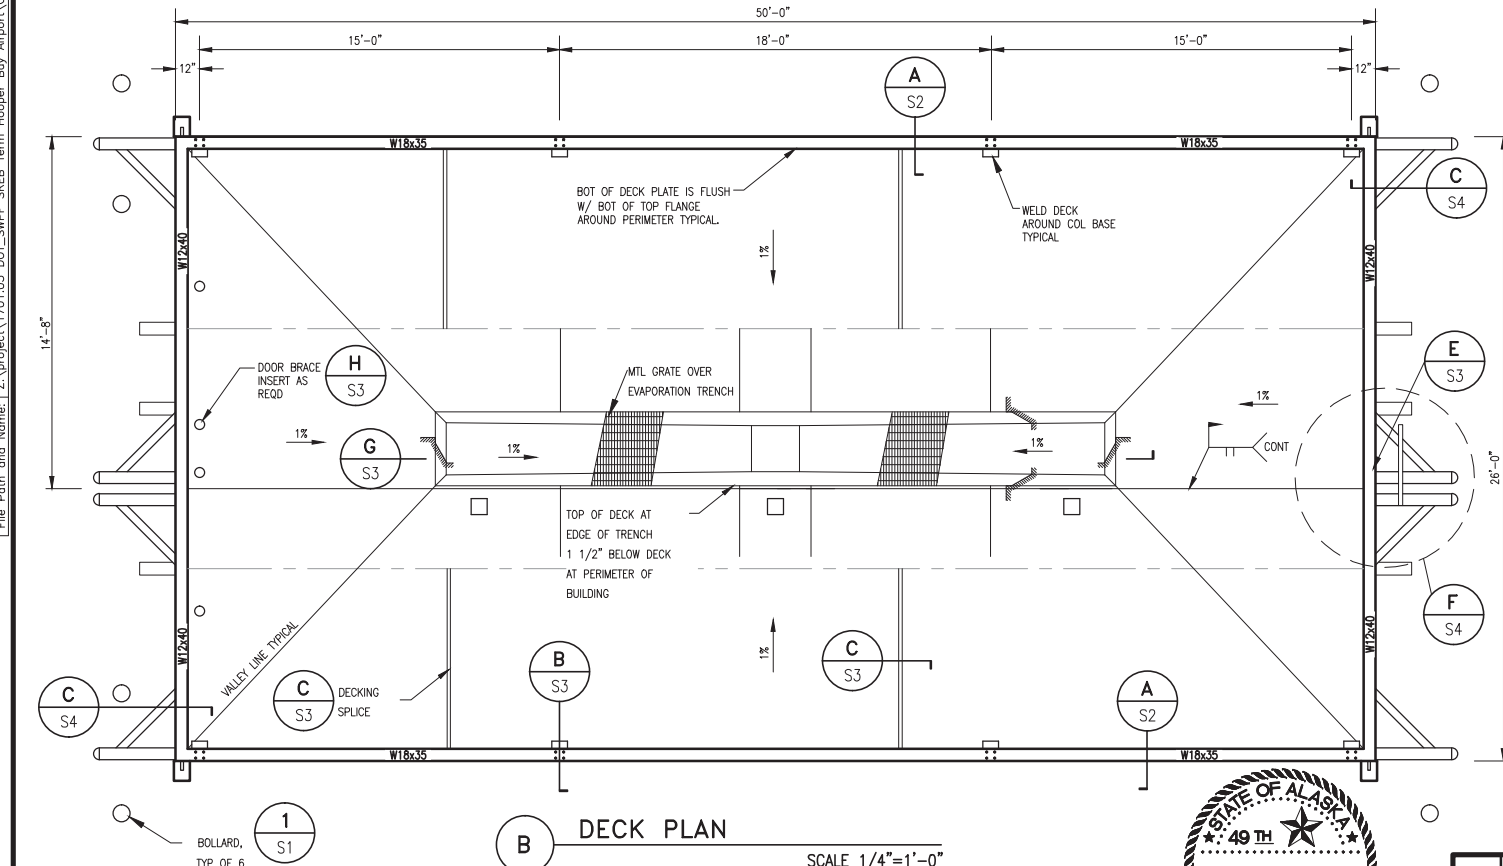 50'-0"
15'-0"
18'-0"
15'-0"
12"
12"
A
S2
W18x35
W18x35
C
S4
BOT OF DECK PLATE IS FLUSH
W/ BOT OF TOP FLANGE
AROUND PERIMETER TYPICAL.
WELD DECK
AROUND COL BASE
TYPICAL
W12x40
W12x40
1%
14'-8"
DOOR BRACE
INSERT AS
REQD
H
S3
MTL GRATE OVER
EVAPORATION TRENCH
E
S3
1%
1%
G
S3
1%
1%
CONT
26'-0"
TOP OF DECK AT
EDGE OF TRENCH
1 1/2" BELOW DECK
AT PERIMETER OF
BUILDING
F
S4
W12x40
W12x40
VALLEY LINE TYPICAL
1%
C
S4
C
S3
DECKING
SPLICE
B
S3
C
S3
A
S2
W18x35
W18x35
BOLLARD,
TYP OF 6
1
S1
B
DECK PLAN
SCALE 1/4"=1'-0"
STATE OF ALASKA
49 TH